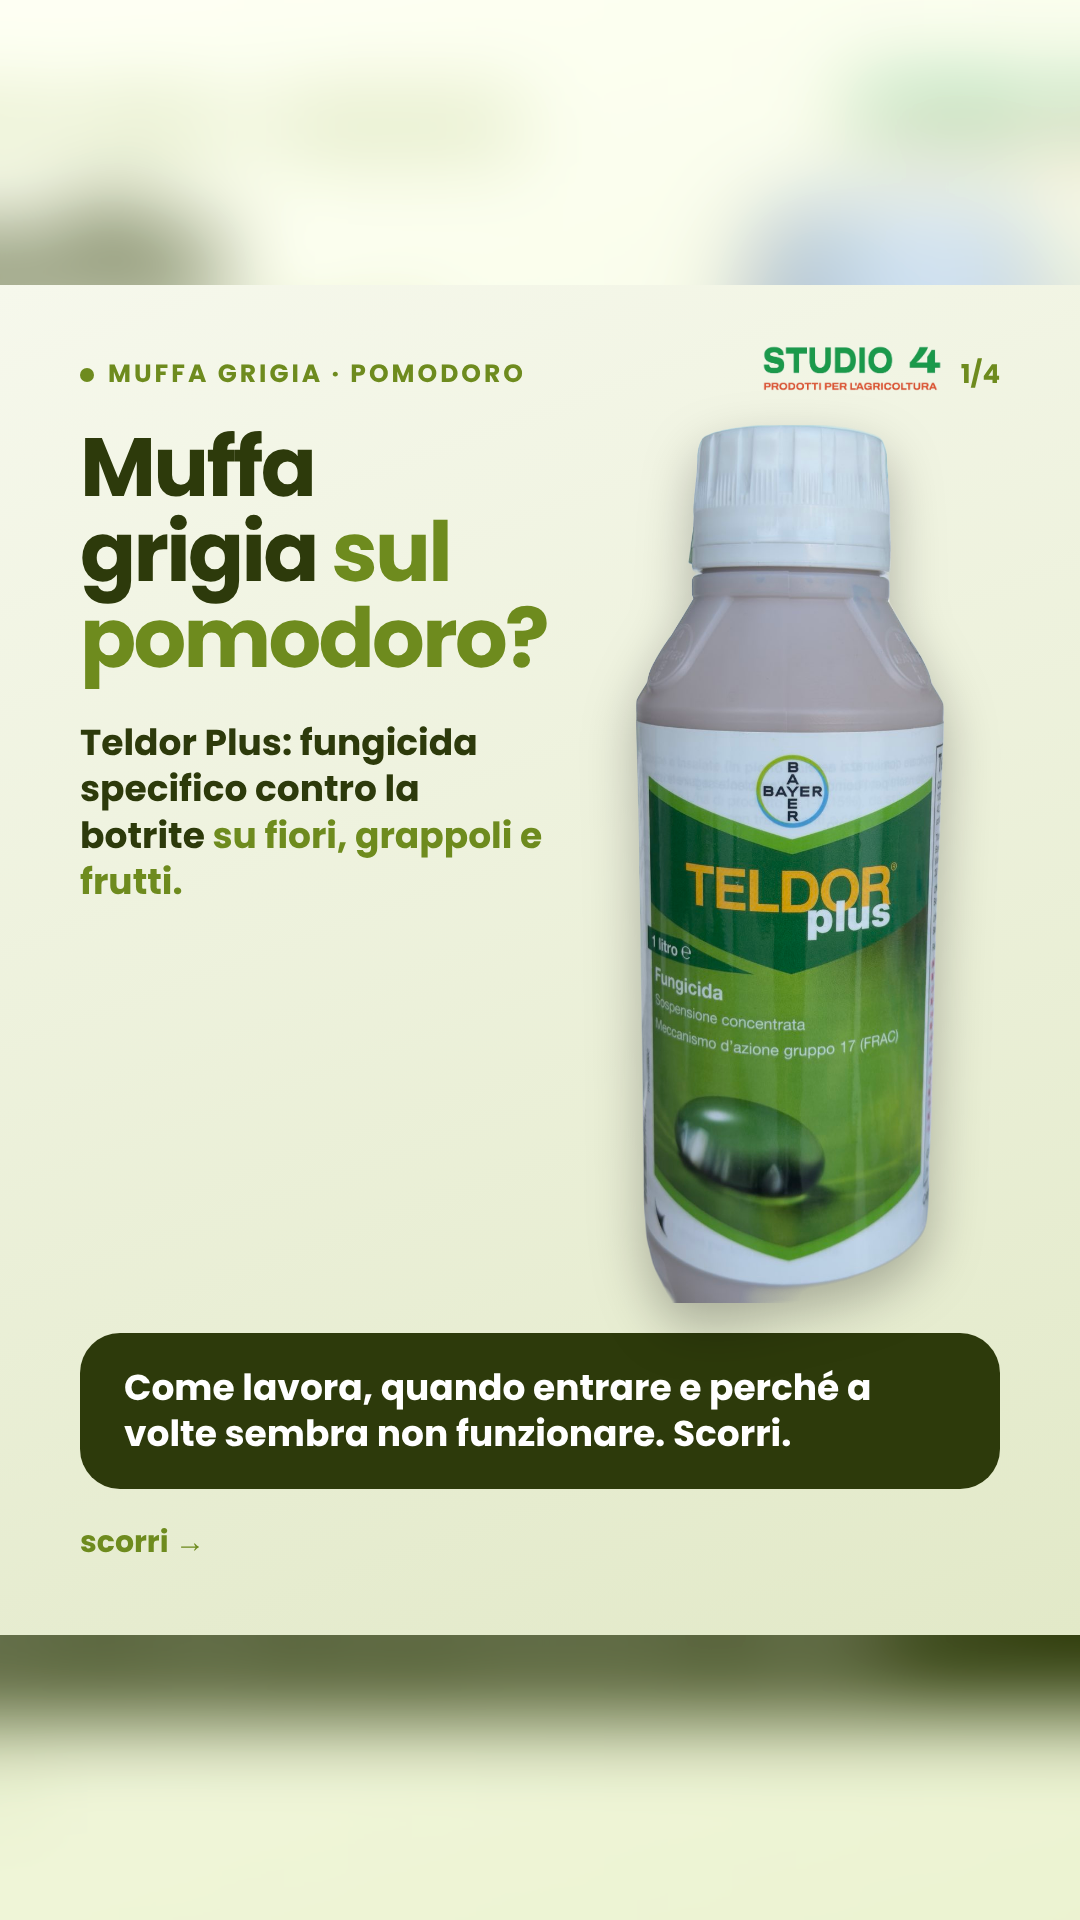 MUFFA GRIGIA · POMODORO
STUDIO 4
PRODOTTI PER L'AGRICOLTURA
1/4
Muffa
grigia sul
pomodoro?
Teldor Plus: fungicida
specifico contro la
botrite su fiori, grappoli e
frutti.
BAYER
BAYER
TELDOR®
plus
1 litro ℮
Fungicida
Sospensione concentrata
Meccanismo d'azione gruppo 17 (FRAC)
Come lavora, quando entrare e perché a
volte sembra non funzionare. Scorri.
scorri →